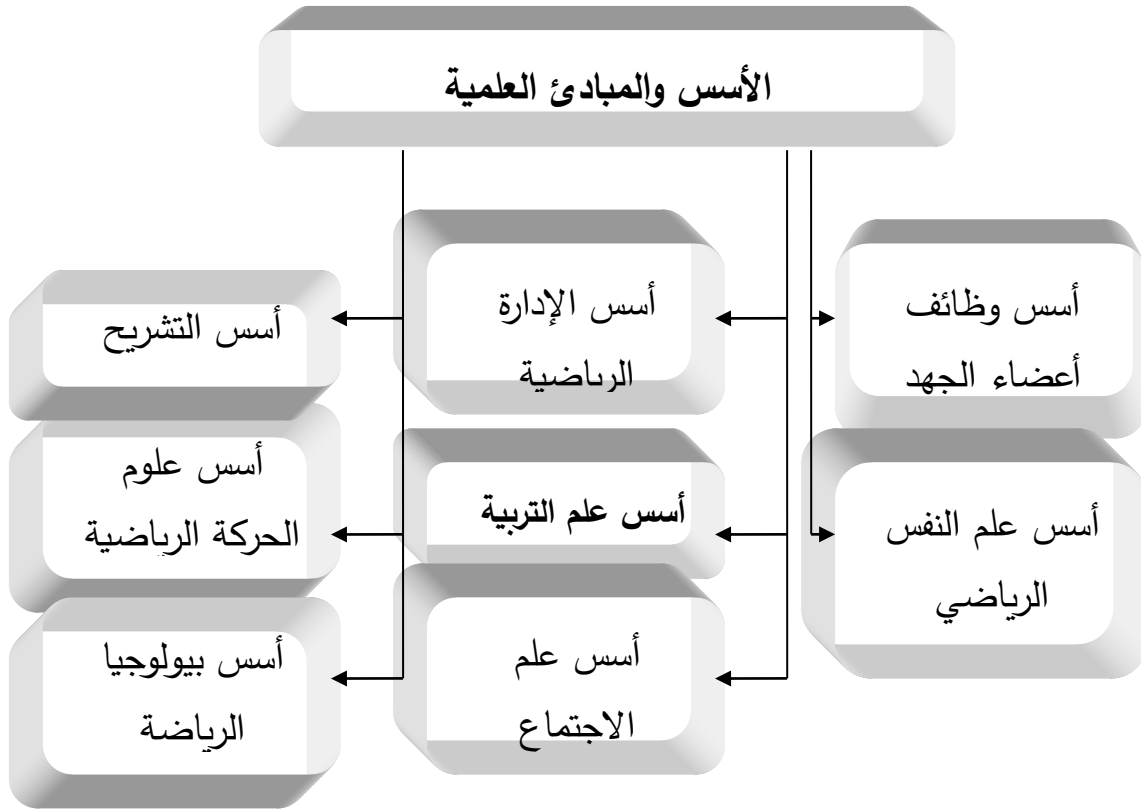 الأسس والمبادئ العلمية
أسس وظائف
أعضاء الجهد
أسس علم النفس
الرياضي
أسس الإدارة
الرياضية
أسس علم التربية
أسس علم
الاجتماع
أسس التشريح
أسس علوم
الحركة الرياضية
أسس بيولوجيا
الرياضة